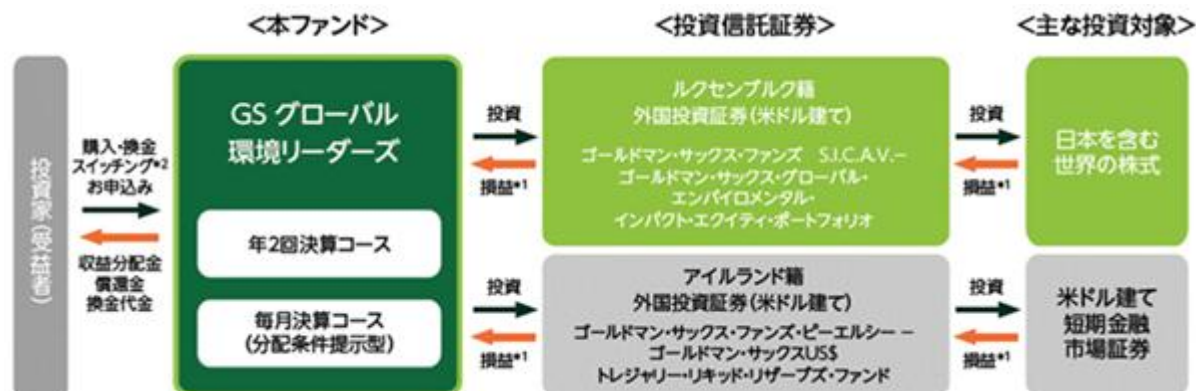 <本ファンド>
<投資信託証券>
<主な投資対象>
投資家(受益者)
購入・換金
スイッチング*2
お申込み
収益分配金
償還金
換金代金
GS グローバル
環境リーダーズ
年2回決算コース
毎月決算コース
(分配条件提示型)
投資
損益*1
投資
損益*1
ルクセンブルク籍
外国投資証券(米ドル建て)
ゴールドマン・サックス・ファンズ S.I.C.A.V.–
ゴールドマン・サックス・グローバル・
エンバイロメンタル・
インパクト・エクイティ・ポートフォリオ
アイルランド籍
外国投資証券(米ドル建て)
ゴールドマン・サックス・ファンズ・ピーエルシー –
ゴールドマン・サックスUS$
トレジャリー・リキッド・リザーブズ・ファンド
投資
損益*1
投資
損益*1
日本を含む
世界の株式
米ドル建て
短期金融
市場証券